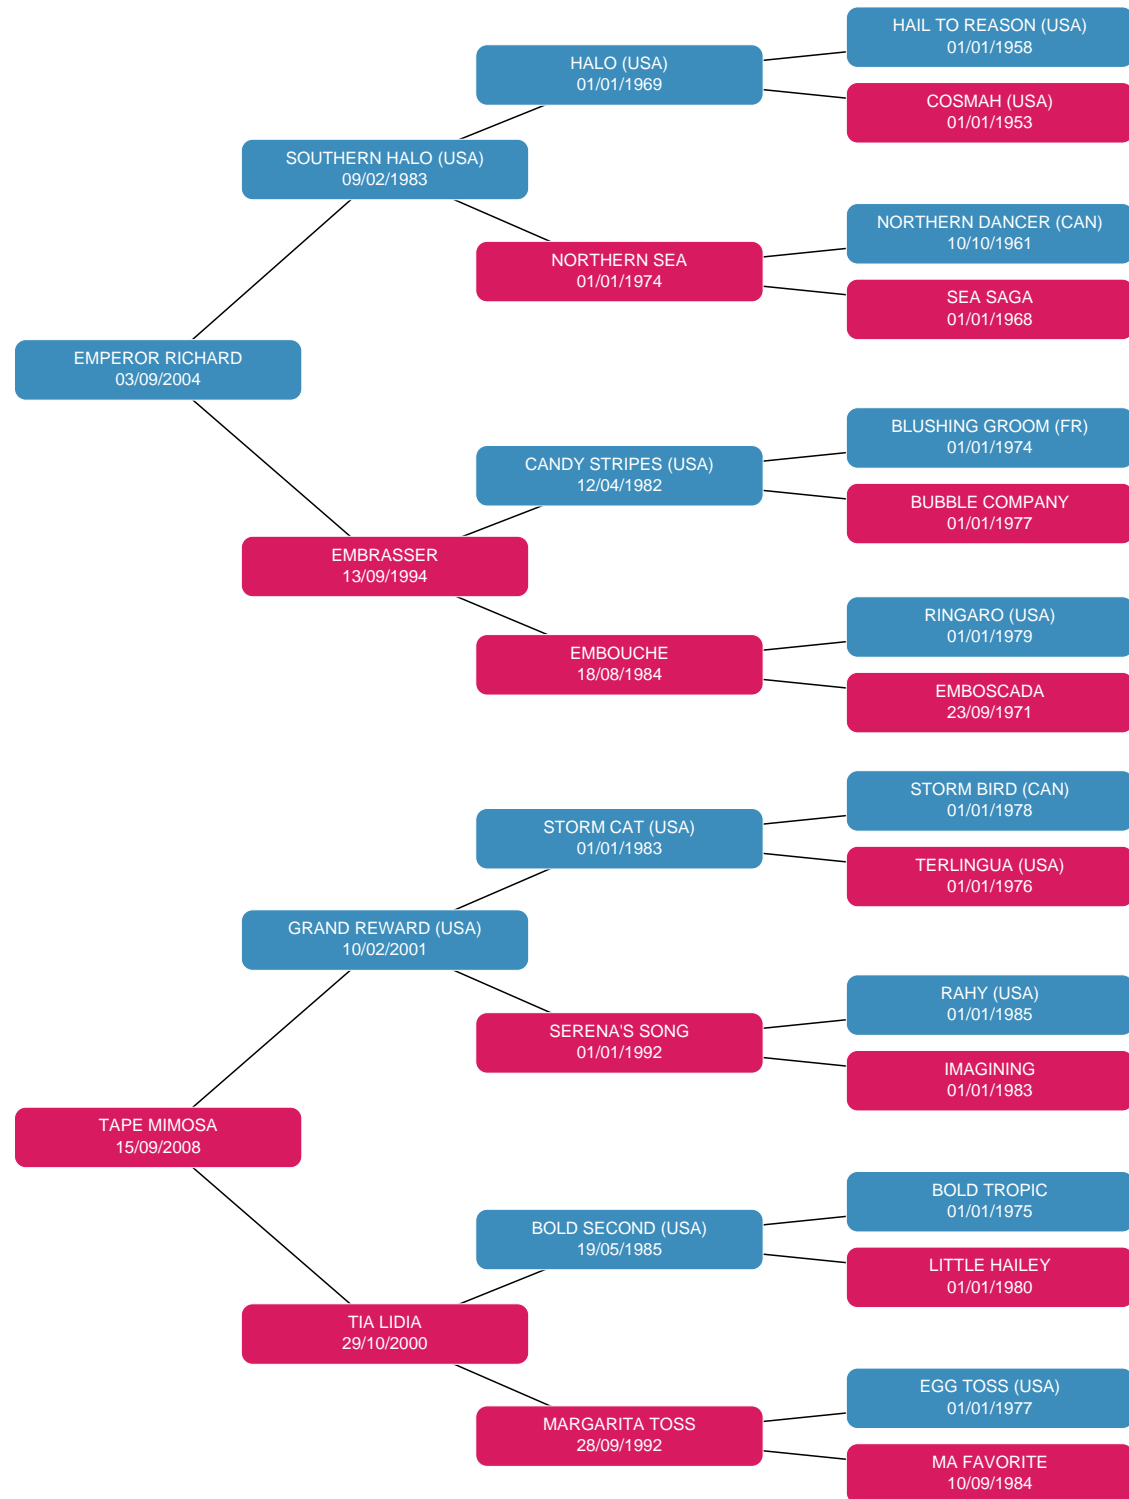 HAIL TO REASON (USA)
01/01/1958
HALO (USA)
01/01/1969
COSMAH (USA)
01/01/1953
SOUTHERN HALO (USA)
09/02/1983
NORTHERN DANCER (CAN)
10/10/1961
NORTHERN SEA
01/01/1974
SEA SAGA
01/01/1968
EMPEROR RICHARD
03/09/2004
BLUSHING GROOM (FR)
01/01/1974
CANDY STRIPES (USA)
12/04/1982
BUBBLE COMPANY
01/01/1977
EMBRASSER
13/09/1994
RINGARO (USA)
01/01/1979
EMBOUCHE
18/08/1984
EMBOSCADA
23/09/1971
STORM BIRD (CAN)
01/01/1978
STORM CAT (USA)
01/01/1983
TERLINGUA (USA)
01/01/1976
GRAND REWARD (USA)
10/02/2001
RAHY (USA)
01/01/1985
SERENA'S SONG
01/01/1992
IMAGINING
01/01/1983
TAPE MIMOSA
15/09/2008
BOLD TROPIC
01/01/1975
BOLD SECOND (USA)
19/05/1985
LITTLE HAILEY
01/01/1980
TIA LIDIA
29/10/2000
EGG TOSS (USA)
01/01/1977
MARGARITA TOSS
28/09/1992
MA FAVORITE
10/09/1984